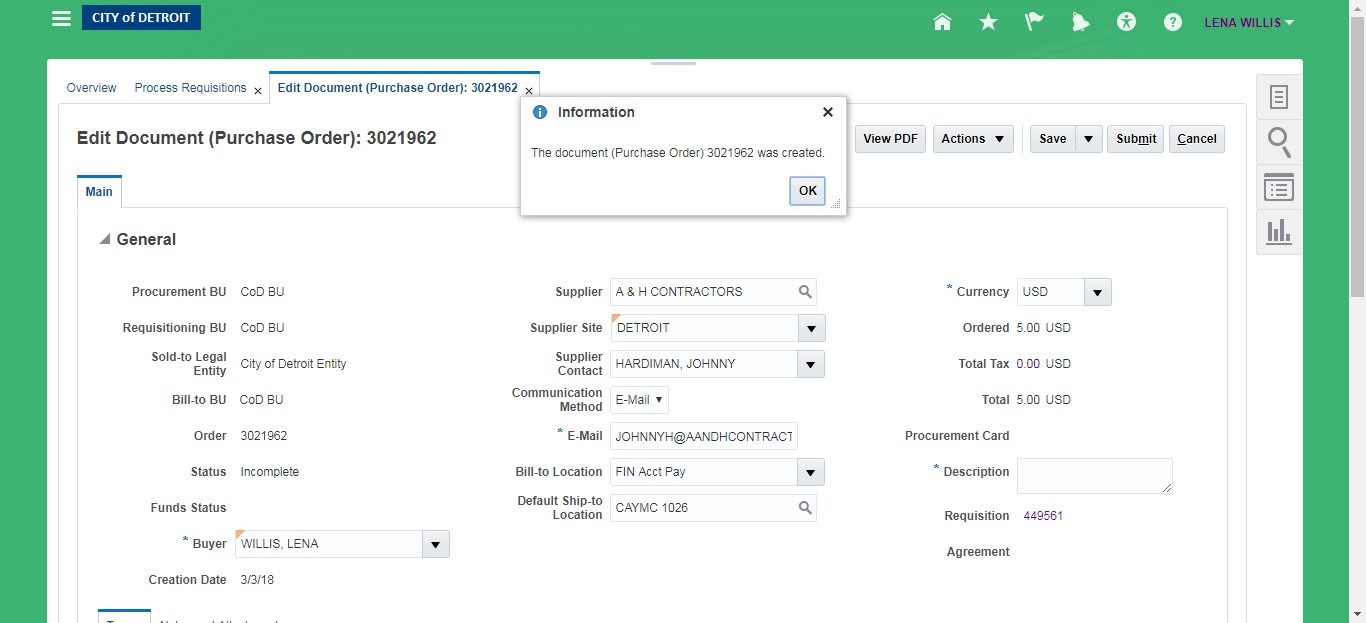 CITY of DETROIT
LENA WILLIS
Overview
Process Requisitions
Edit Document (Purchase Order): 3021962
Information
The document (Purchase Order) 3021962 was created.
OK
Edit Document (Purchase Order): 3021962
View PDF
Actions
Save
Submit
Cancel
Main
General
Procurement BU CoD BU
Requisitioning BU CoD BU
Sold-to Legal
Entity City of Detroit Entity
Bill-to BU CoD BU
Order 3021962
Status Incomplete
Funds Status
* Buyer WILLIS, LENA
Creation Date 3/3/18
Supplier A & H CONTRACTORS
Supplier Site DETROIT
Supplier
Contact HARDIMAN, JOHNNY
Communication
Method E-Mail
* E-Mail JOHNNYH@AANDHCONTRACT
Bill-to Location FIN Acct Pay
Default Ship-to
Location CAYMC 1026
* Currency USD
Ordered 5.00 USD
Total Tax 0.00 USD
Total 5.00 USD
Procurement Card
* Description
Requisition 449561
Agreement